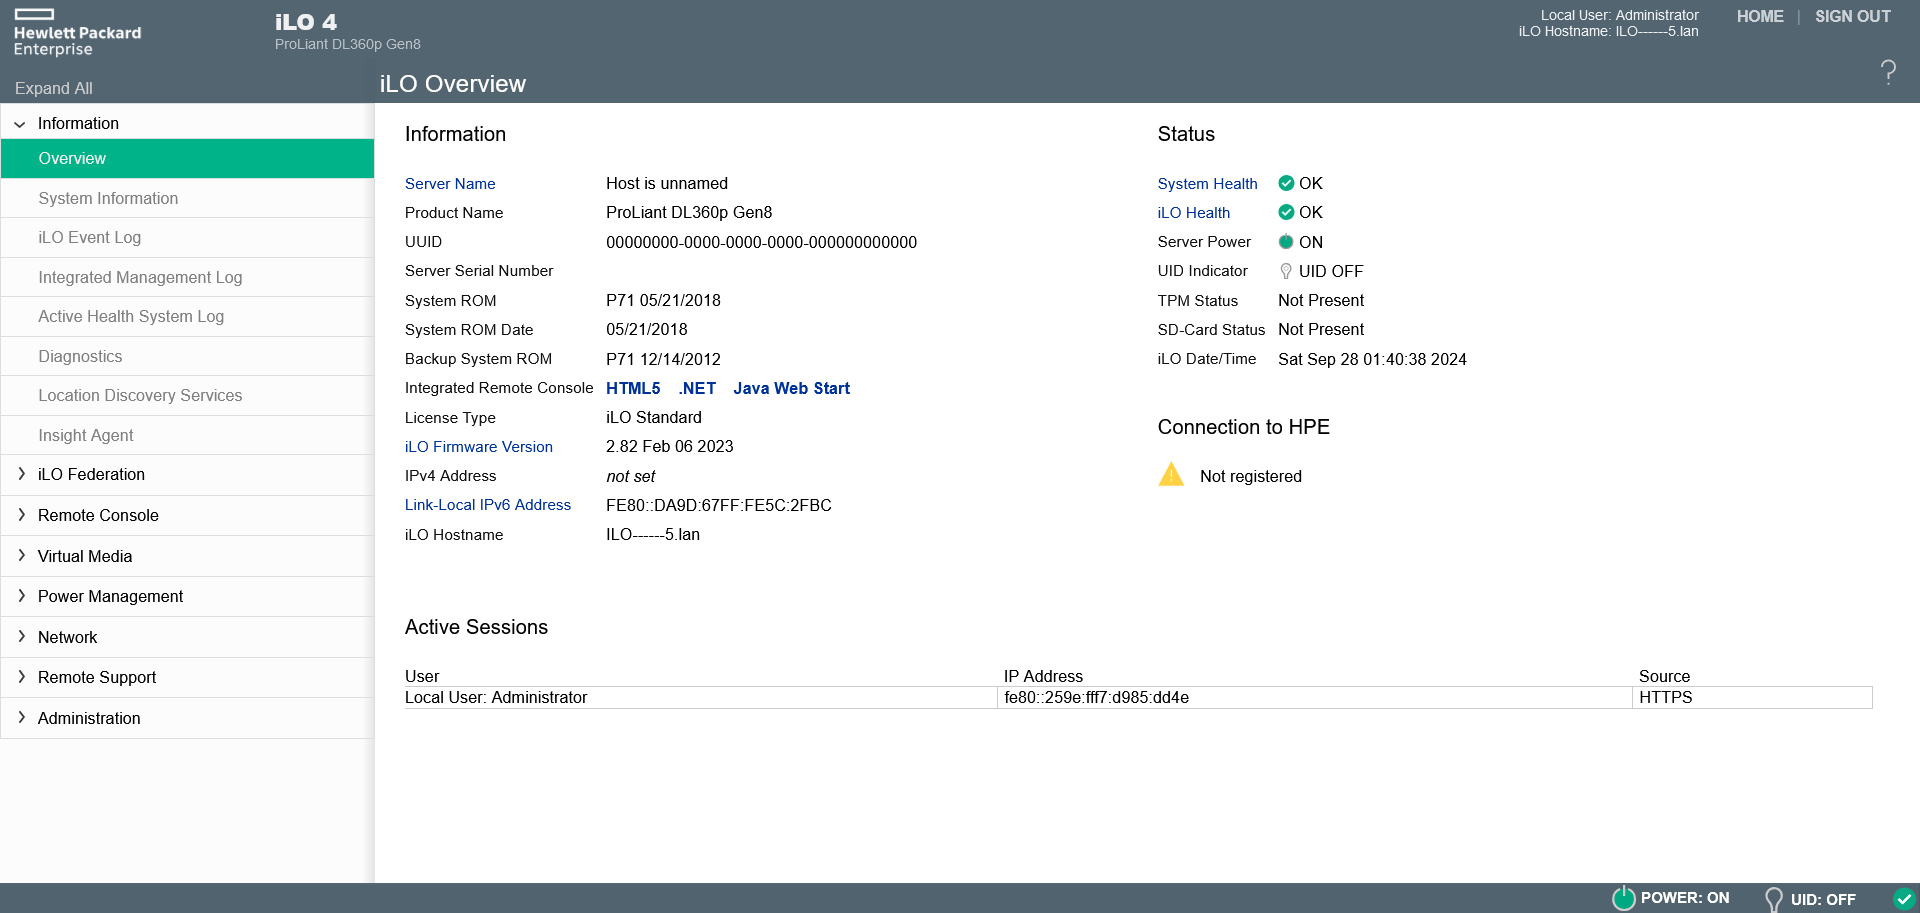 Hewlett Packard
Enterprise
iLO 4
ProLiant DL360p Gen8
Local User: Administrator
iLO Hostname: ILO------5.lan
HOME | SIGN OUT
Expand All
iLO Overview
?
Information
Overview
System Information
iLO Event Log
Integrated Management Log
Active Health System Log
Diagnostics
Location Discovery Services
Insight Agent
iLO Federation
Remote Console
Virtual Media
Power Management
Network
Remote Support
Administration
Information
Server Name Host is unnamed
Product Name ProLiant DL360p Gen8
UUID 00000000-0000-0000-0000-000000000000
Server Serial Number
System ROM P71 05/21/2018
System ROM Date 05/21/2018
Backup System ROM P71 12/14/2012
Integrated Remote Console HTML5 .NET Java Web Start
License Type iLO Standard
iLO Firmware Version 2.82 Feb 06 2023
IPv4 Address not set
Link-Local IPv6 Address FE80::DA9D:67FF:FE5C:2FBC
iLO Hostname ILO------5.lan
Status
System Health OK
iLO Health OK
Server Power ON
UID Indicator UID OFF
TPM Status Not Present
SD-Card Status Not Present
iLO Date/Time Sat Sep 28 01:40:38 2024
Connection to HPE
Not registered
Active Sessions
User IP Address Source
Local User: Administrator fe80::259e:fff7:d985:dd4e HTTPS
POWER: ON UID: OFF